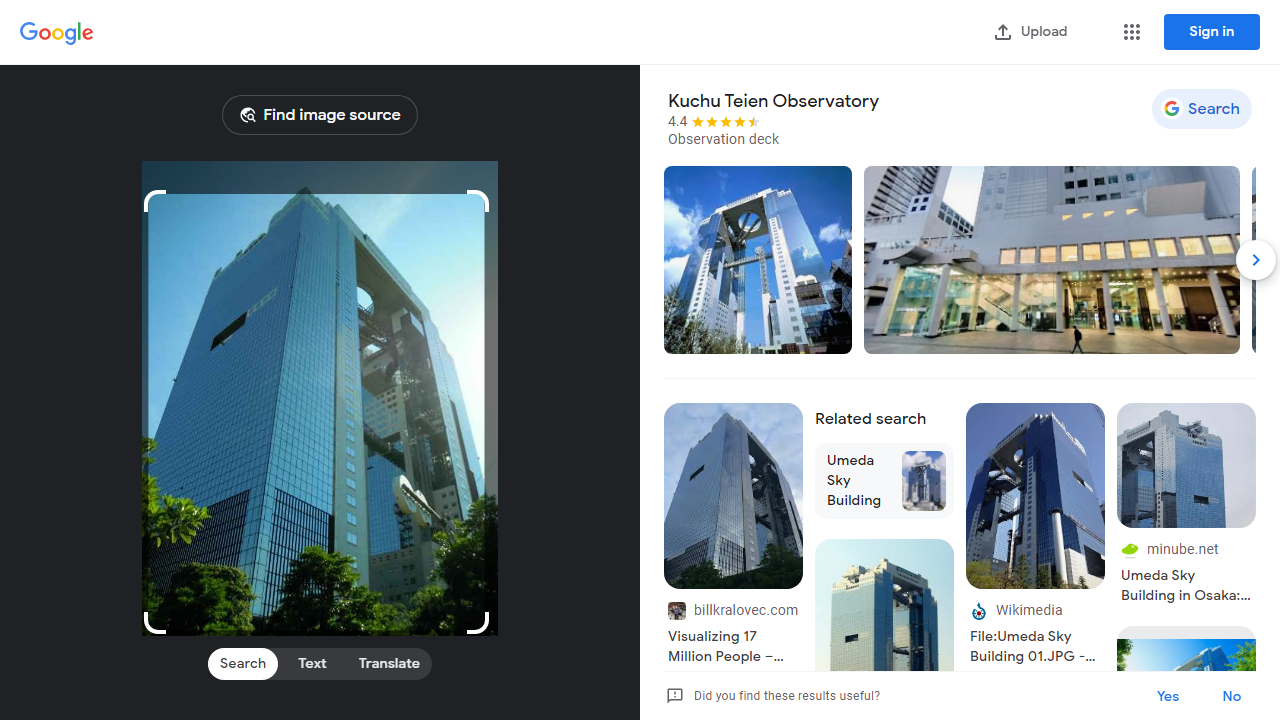 Google
Upload
Sign in
Find image source
Search
Text
Translate
Kuchu Teien Observatory
4.4
Observation deck
Search
billkralovec.com
Visualizing 17
Million People –...
Related search
Umeda
Sky
Building
Wikimedia
File:Umeda Sky
Building 01.JPG -...
minube.net
Umeda Sky
Building in Osaka:...
Did you find these results useful?
Yes
No